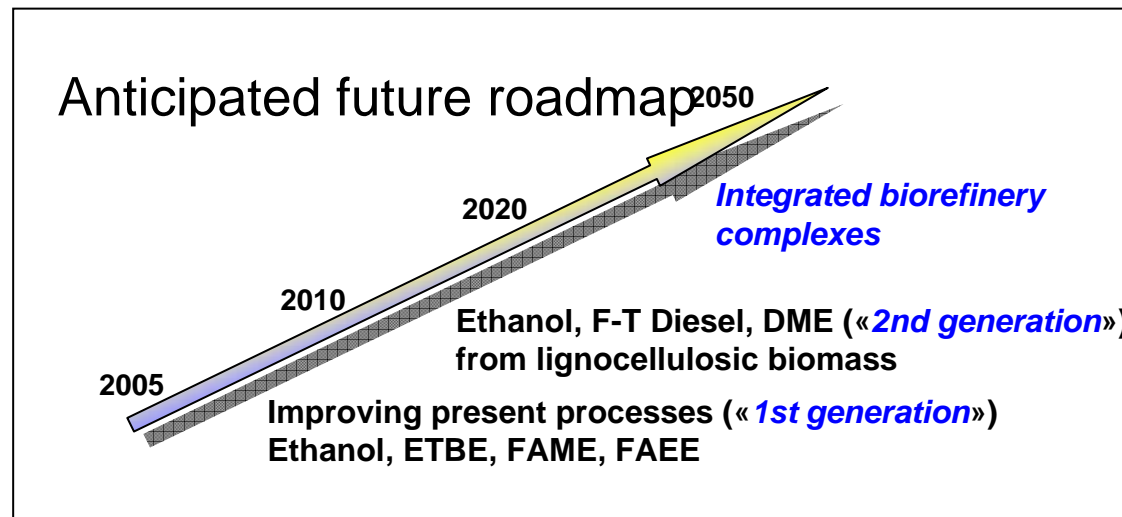 Anticipated future roadmap
2050
2020
Integrated biorefinery
complexes
2010
Ethanol, F-T Diesel, DME («2nd generation»)
from lignocellulosic biomass
2005
Improving present processes («1st generation»)
Ethanol, ETBE, FAME, FAEE